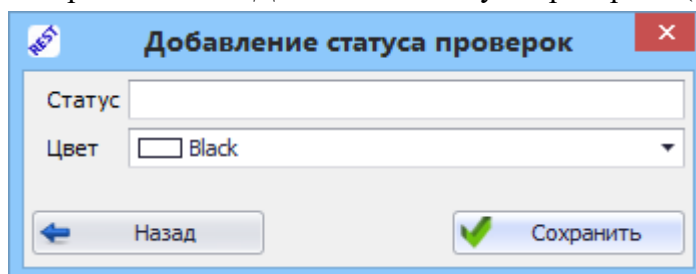 REST Добавление статуса проверок
Статус
Цвет Black
Назад Сохранить